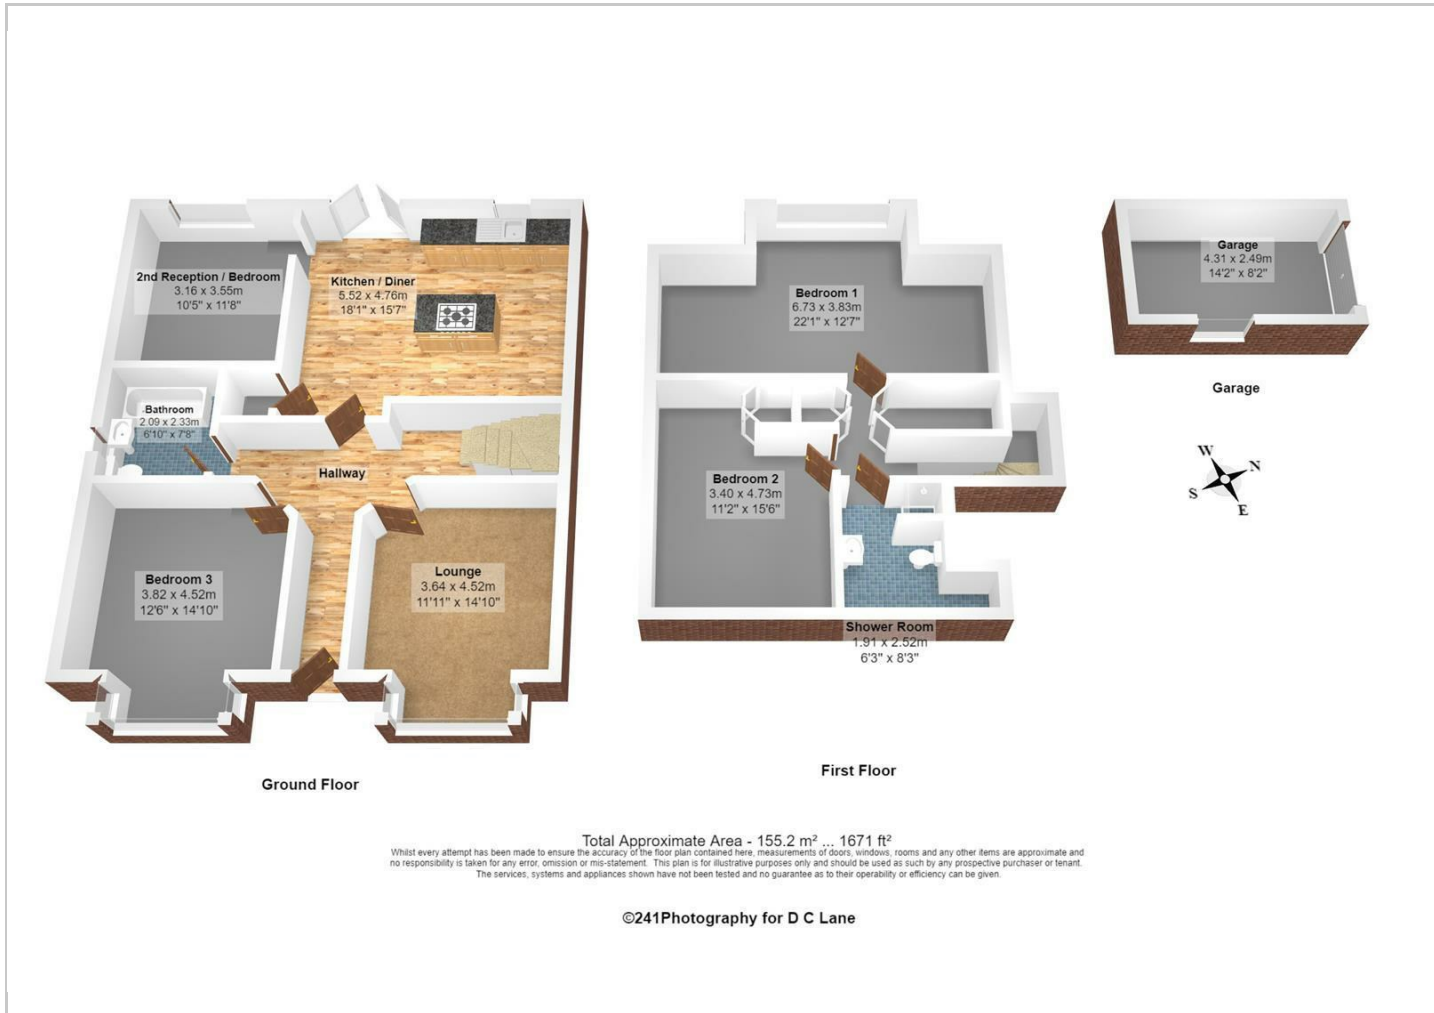 2nd Reception / Bedroom
3.16 x 3.55m
10'5" x 11'8"
Kitchen / Diner
5.52 x 4.76m
18'1" x 15'7"
Bathroom
2.09 x 2.33m
6'10" x 7'8"
Hallway
Bedroom 3
3.82 x 4.52m
12'6" x 14'10"
Lounge
3.64 x 4.52m
11'11" x 14'10"
Ground Floor
Bedroom 1
6.73 x 3.83m
22'1" x 12'7"
Bedroom 2
3.40 x 4.73m
11'2" x 15'6"
Shower Room
1.91 x 2.52m
6'3" x 8'3"
First Floor
Garage
4.31 x 2.49m
14'2" x 8'2"
Garage
W
N
S
E
Total Approximate Area - 155.2 m² ... 1671 ft²
Whilst every attempt has been made to ensure the accuracy of the floor plan contained here, measurements of doors, windows, rooms and any other items are approximate and
no responsibility is taken for any error, omission or mis-statement. This plan is for illustrative purposes only and should be used as such by any prospective purchaser or tenant.
The services, systems and appliances shown have not been tested and no guarantee as to their operability or efficiency can be given.
©241Photography for D C Lane